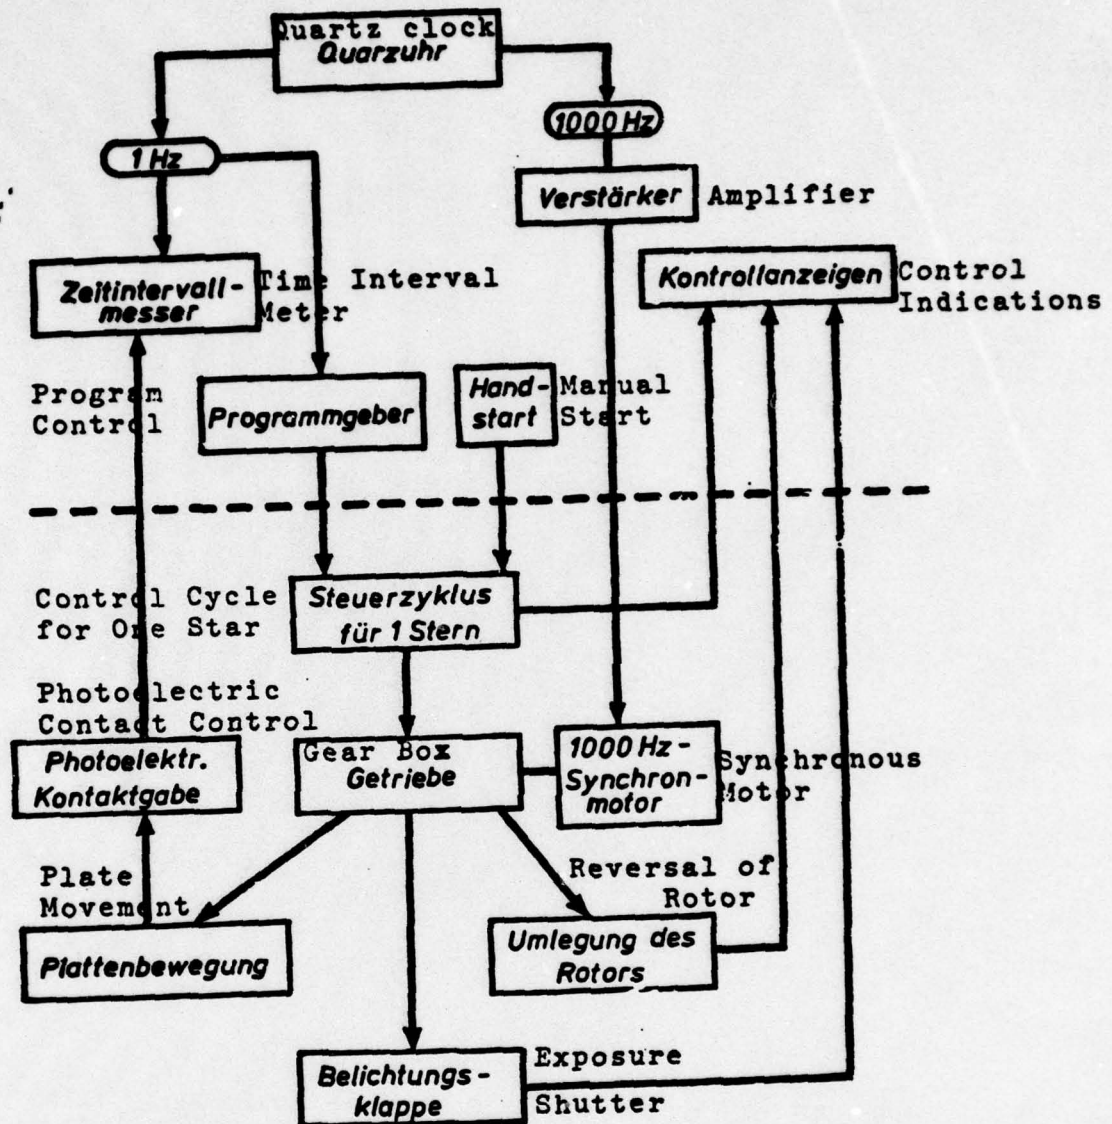 Quartz clock
Quarzuhr
1000 Hz
1 Hz
Verstärker
Amplifier
Zeitintervall-
messer
Time Interval
Meter
Kontrollanzeigen
Control
Indications
Program
Control
Programmgeber
Hand-
start
Manual
Start
Control Cycle
for One Star
Steuerzyklus
für 1 Stern
Photoelectric
Contact Control
Photoelektr.
Kontaktgabe
Gear Box
Getriebe
1000 Hz-
Synchron-
motor
Synchronous
Motor
Plate
Movement
Plattenbewegung
Reversal of
Rotor
Umlegung des
Rotors
Belichtungs-
klappe
Exposure
Shutter